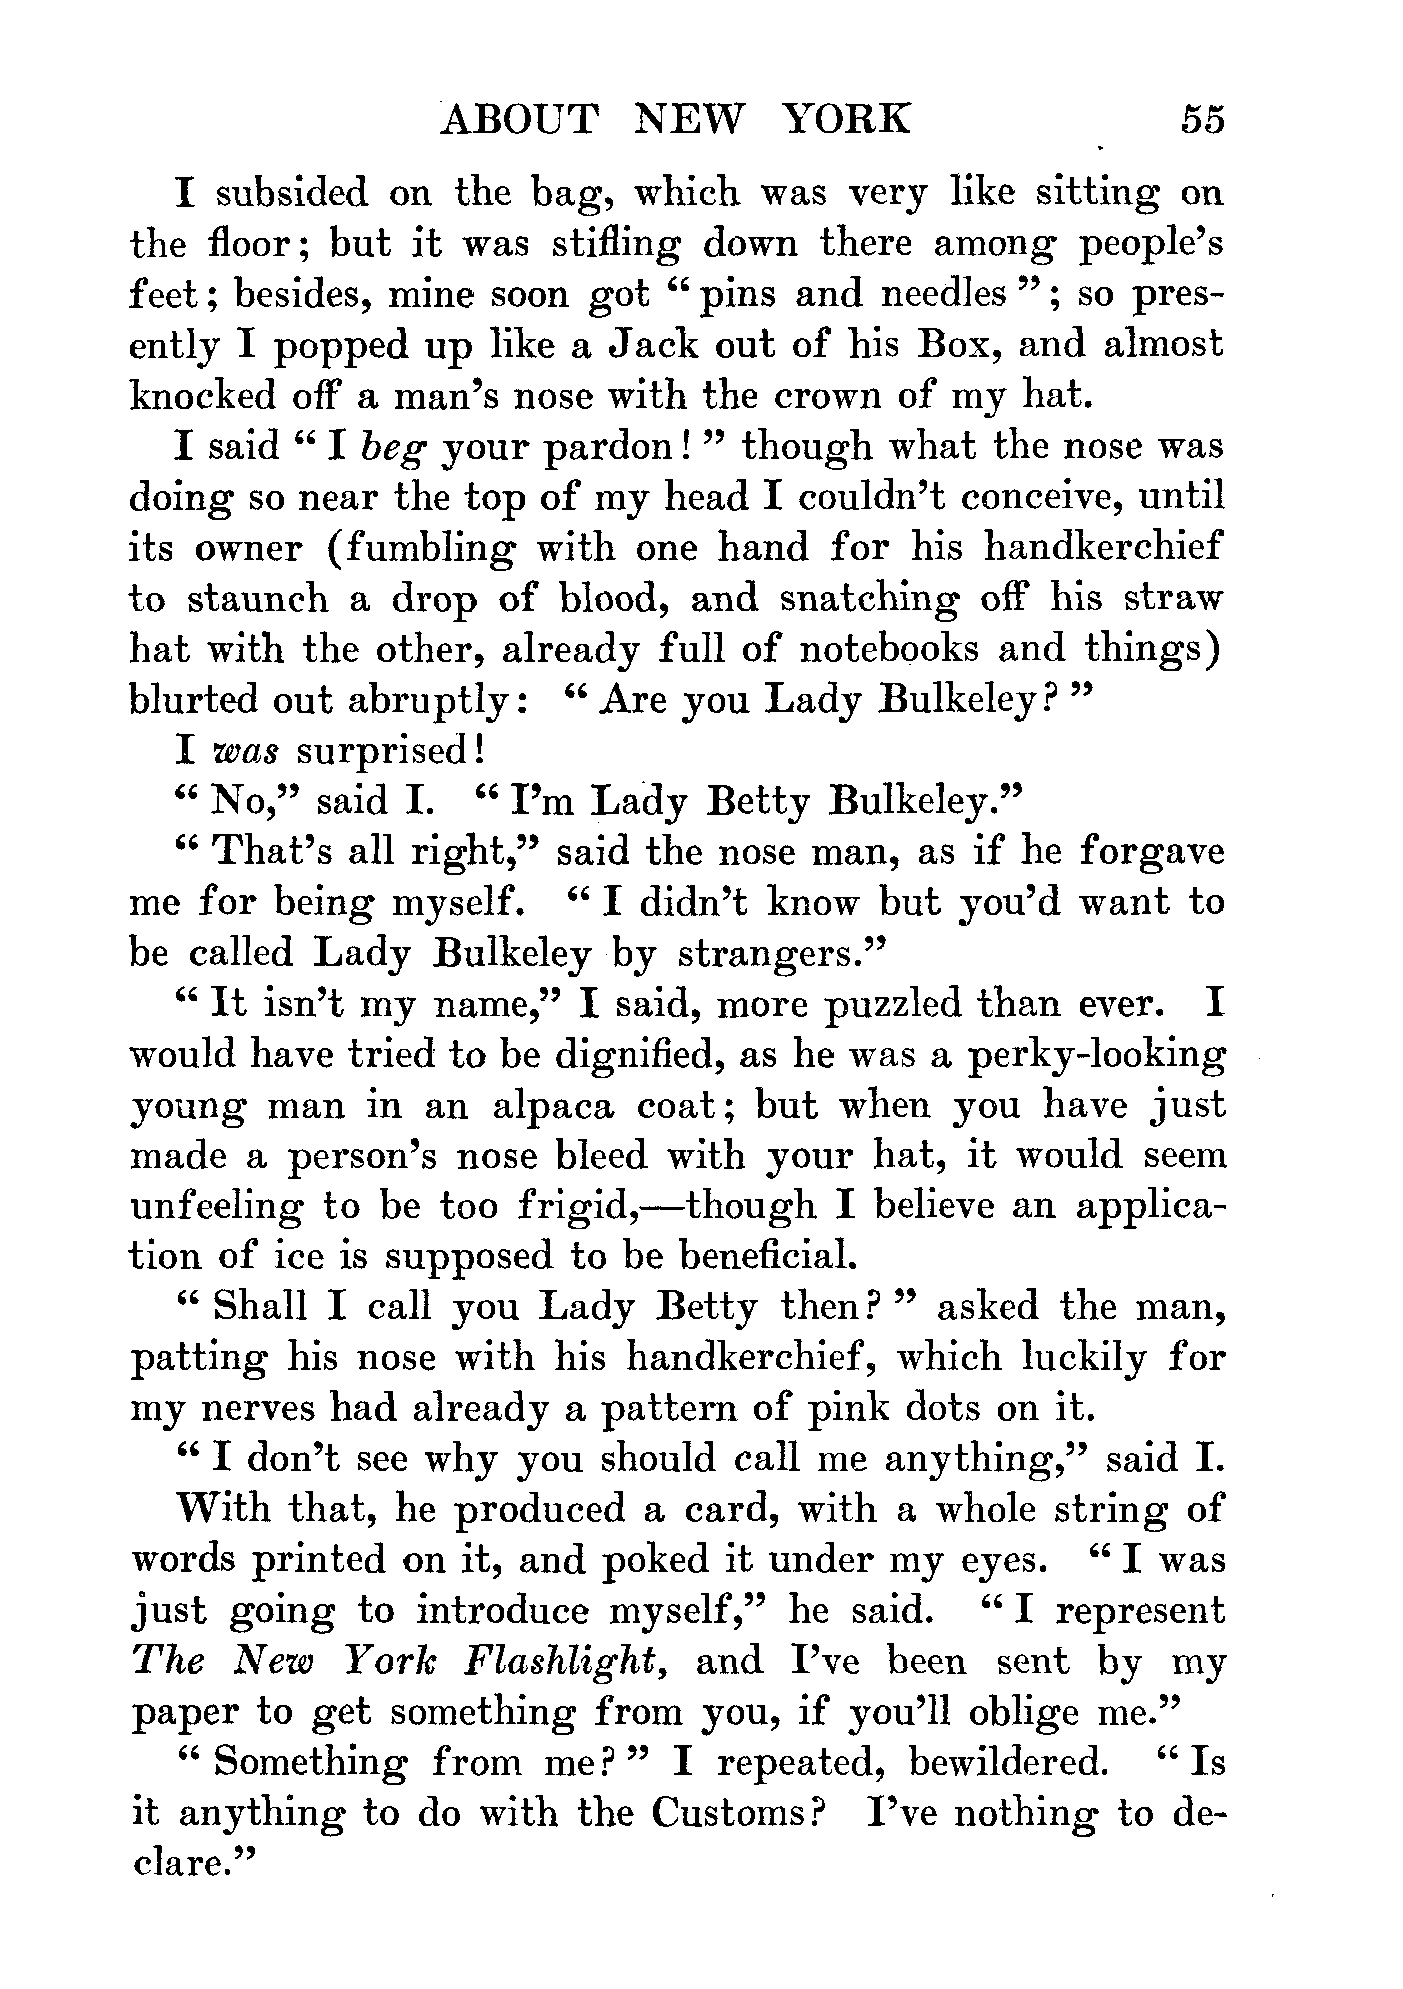 ABOUT NEW YORK 55
I subsided on the bag, which was very like sitting on
the floor; but it was stifling down there among people's
feet; besides, mine soon got "pins and needles"; so pres-
ently I popped up like a Jack out of his Box, and almost
knocked off a man's nose with the crown of my hat.
I said "I beg your pardon!" though what the nose was
doing so near the top of my head I couldn't conceive, until
its owner (fumbling with one hand for his handkerchief
to staunch a drop of blood, and snatching off his straw
hat with the other, already full of notebooks and things)
blurted out abruptly: "Are you Lady Bulkeley?"
I was surprised!
"No," said I. "I'm Lady Betty Bulkeley."
"That's all right," said the nose man, as if he forgave
me for being myself. "I didn't know but you'd want to
be called Lady Bulkeley by strangers."
"It isn't my name," I said, more puzzled than ever. I
would have tried to be dignified, as he was a perky-looking
young man in an alpaca coat; but when you have just
made a person's nose bleed with your hat, it would seem
unfeeling to be too frigid,—though I believe an applica-
tion of ice is supposed to be beneficial.
"Shall I call you Lady Betty then?" asked the man,
patting his nose with his handkerchief, which luckily for
my nerves had already a pattern of pink dots on it.
"I don't see why you should call me anything," said I.
With that, he produced a card, with a whole string of
words printed on it, and poked it under my eyes. "I was
just going to introduce myself," he said. "I represent
The New York Flashlight, and I've been sent by my
paper to get something from you, if you'll oblige me."
"Something from me?" I repeated, bewildered. "Is
it anything to do with the Customs? I've nothing to de-
clare."